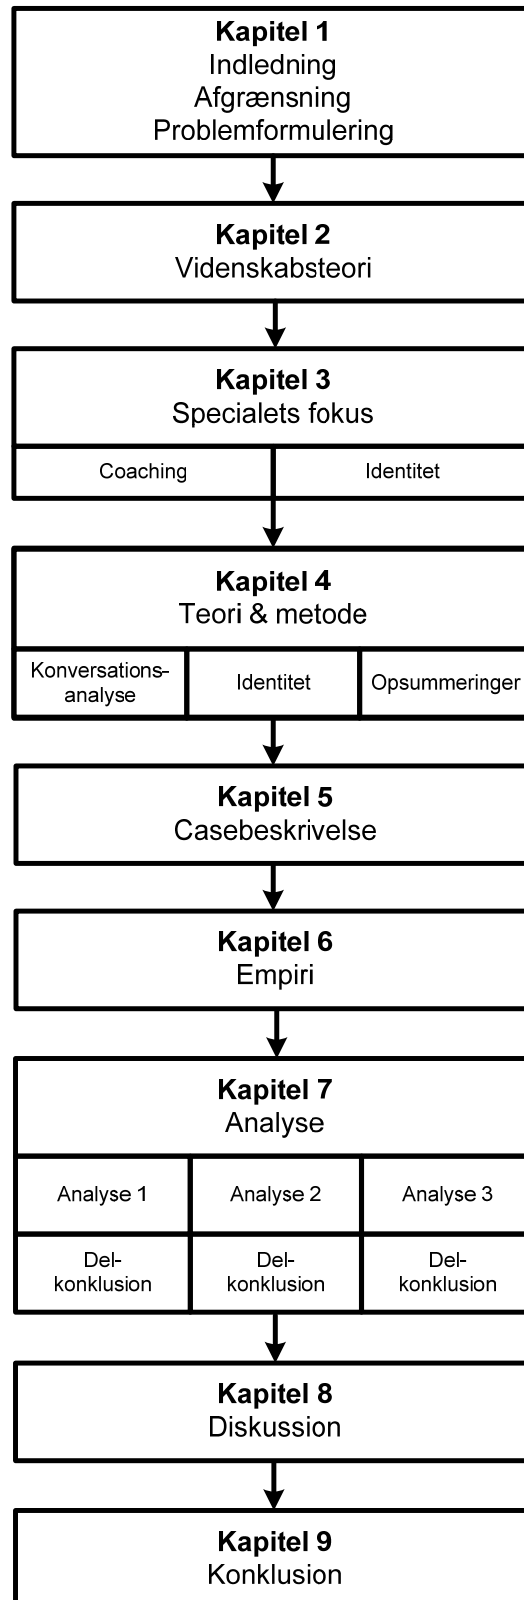 Kapitel 1
Indledning
Afgrænsning
Problemformulering
Kapitel 2
Videnskabsteori
Kapitel 3
Specialets fokus
Coaching
Identitet
Kapitel 4
Teori & metode
Konversations-
analyse
Identitet
Opsummeringer
Kapitel 5
Casebeskrivelse
Kapitel 6
Empiri
Kapitel 7
Analyse
Analyse 1
Analyse 2
Analyse 3
Del-
konklusion
Del-
konklusion
Del-
konklusion
Kapitel 8
Diskussion
Kapitel 9
Konklusion